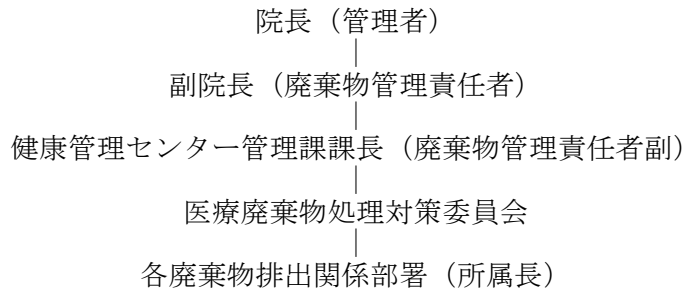 院長（管理者）
副院長（廃棄物管理責任者）
健康管理センター管理課課長（廃棄物管理責任者副）
医療廃棄物処理対策委員会
各廃棄物排出関係部署（所属長）